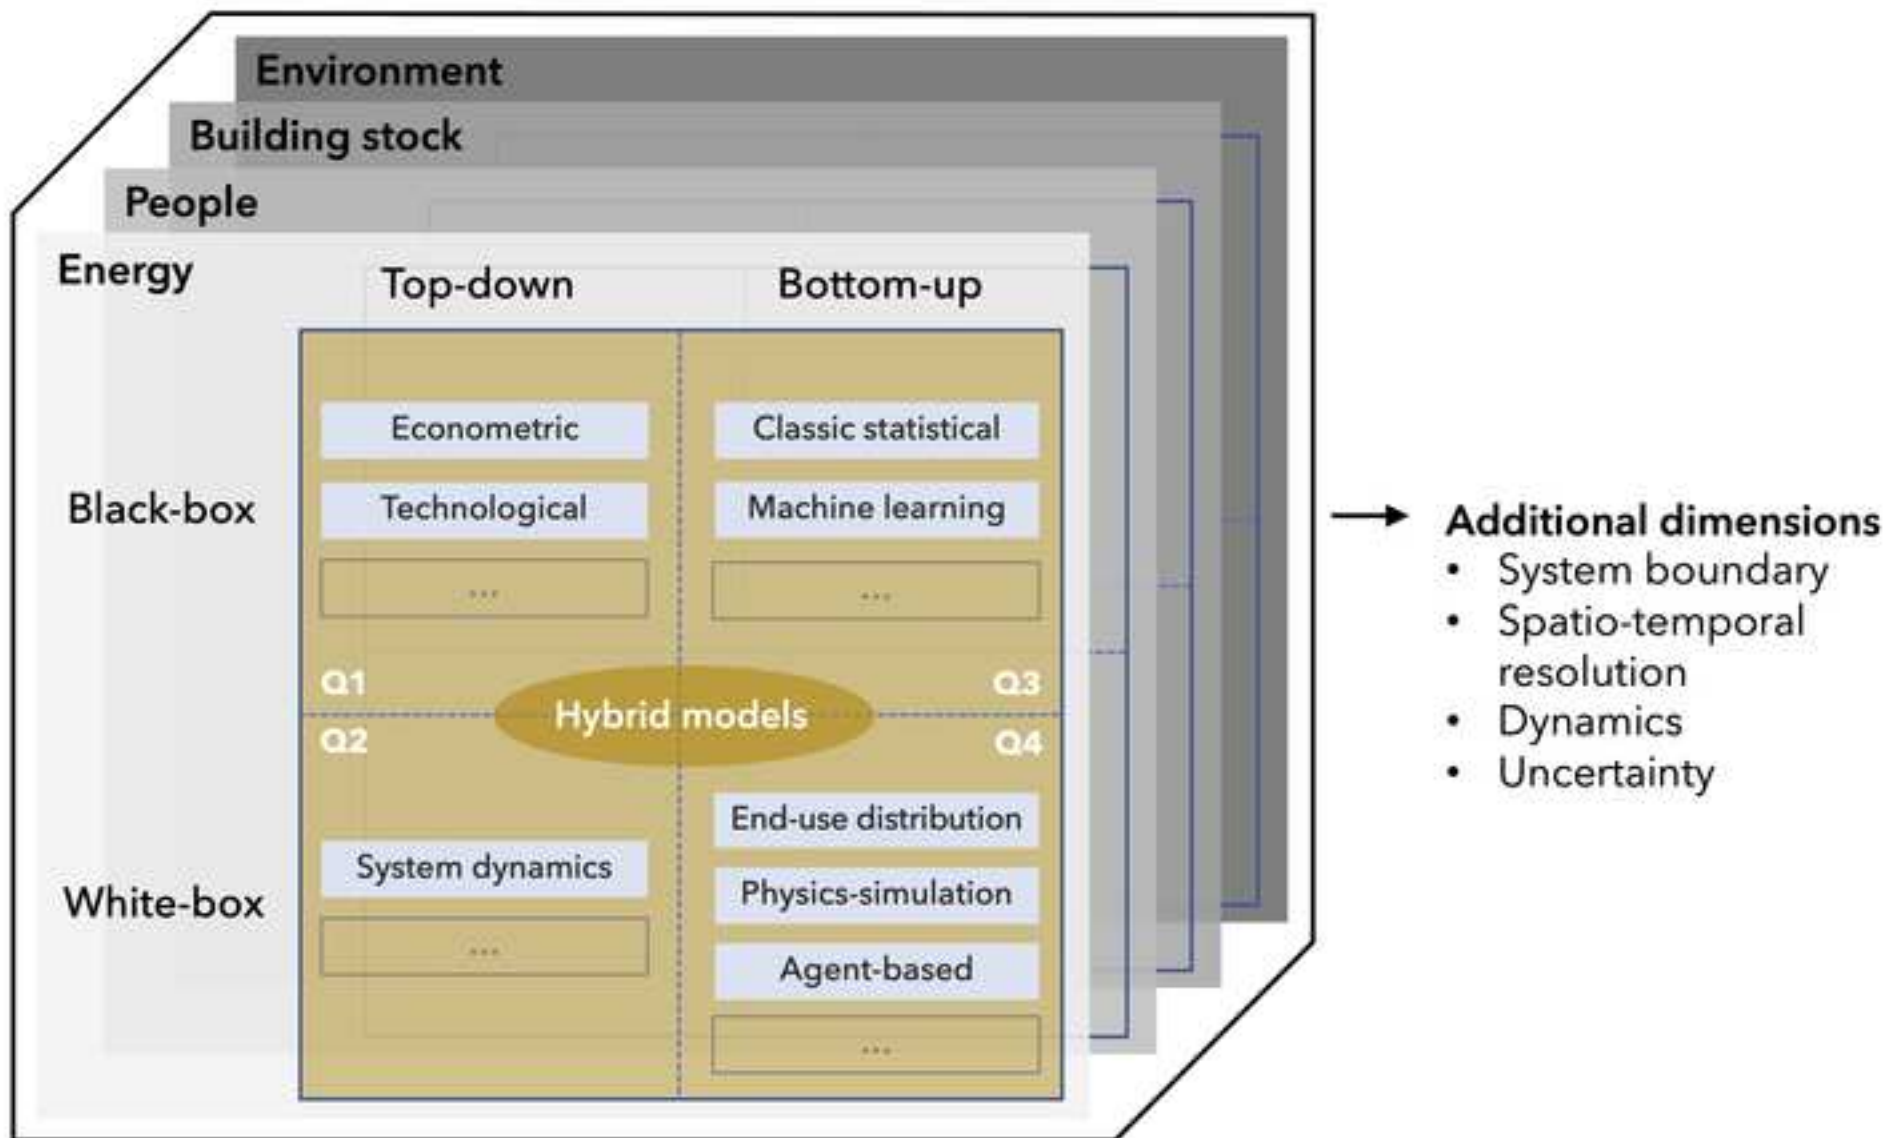 Environment
Building stock
People
Energy
Top-down
Bottom-up
Black-box
Econometric
Technological
...
Classic statistical
Machine learning
...
Q1
Q3
Hybrid models
Q2
Q4
White-box
System dynamics
...
End-use distribution
Physics-simulation
Agent-based
...
Additional dimensions
• System boundary
• Spatio-temporal
resolution
• Dynamics
• Uncertainty